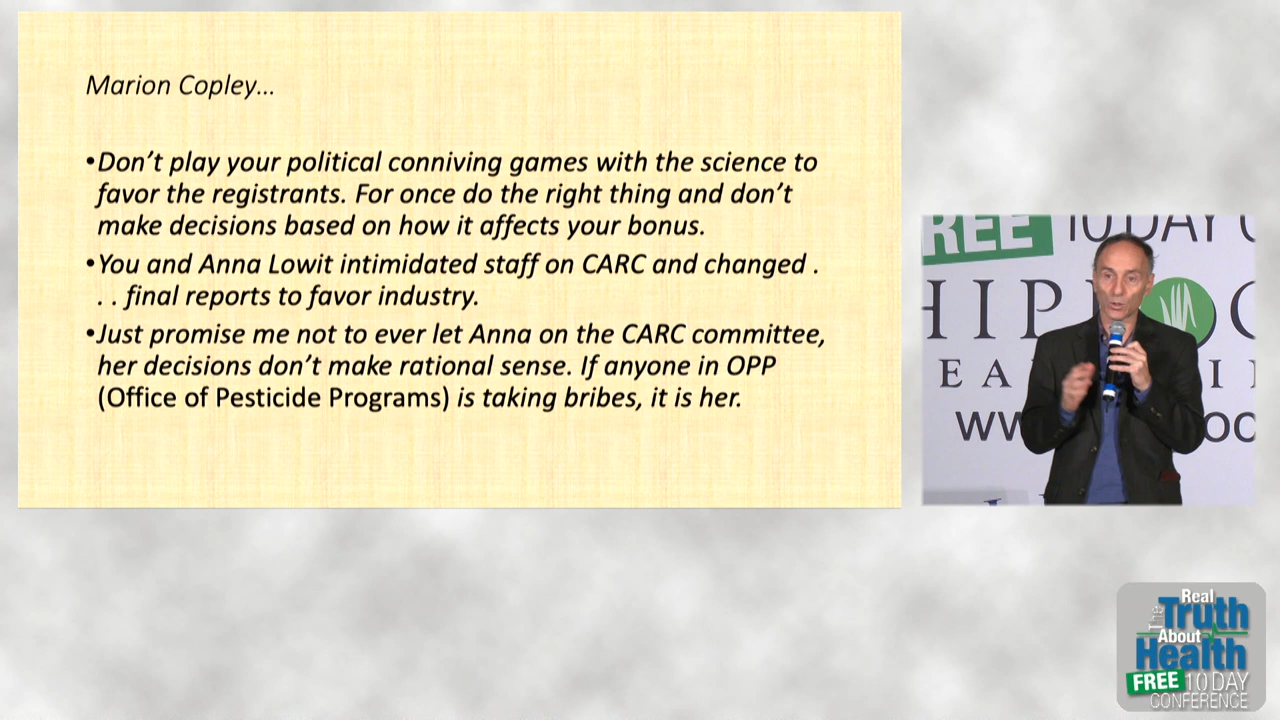 Marion Copley...
•Don’t play your political conniving games with the science to
favor the registrants. For once do the right thing and don’t
make decisions based on how it affects your bonus.
•You and Anna Lowit intimidated staff on CARC and changed .
. . final reports to favor industry.
•Just promise me not to ever let Anna on the CARC committee,
her decisions don’t make rational sense. If anyone in OPP
(Office of Pesticide Programs) is taking bribes, it is her.
REE 10 DAY
HIP
EA
ww
The Real
Truth
About
Health
FREE 10 DAY
CONFERENCE